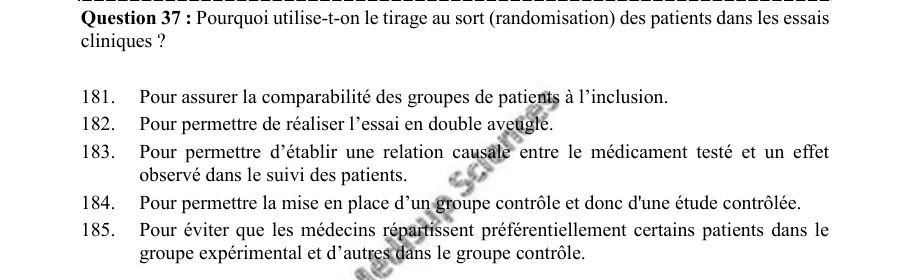 Question 37 : Pourquoi utilise-t-on le tirage au sort (randomisation) des patients dans les essais
cliniques ?
181. Pour assurer la comparabilité des groupes de patients à l’inclusion.
182. Pour permettre de réaliser l’essai en double aveugle.
183. Pour permettre d’établir une relation causale entre le médicament testé et un effet
observé dans le suivi des patients.
184. Pour permettre la mise en place d’un groupe contrôle et donc d'une étude contrôlée.
185. Pour éviter que les médecins répartissent préférentiellement certains patients dans le
groupe expérimental et d’autres dans le groupe contrôle.
Médisup Sciences